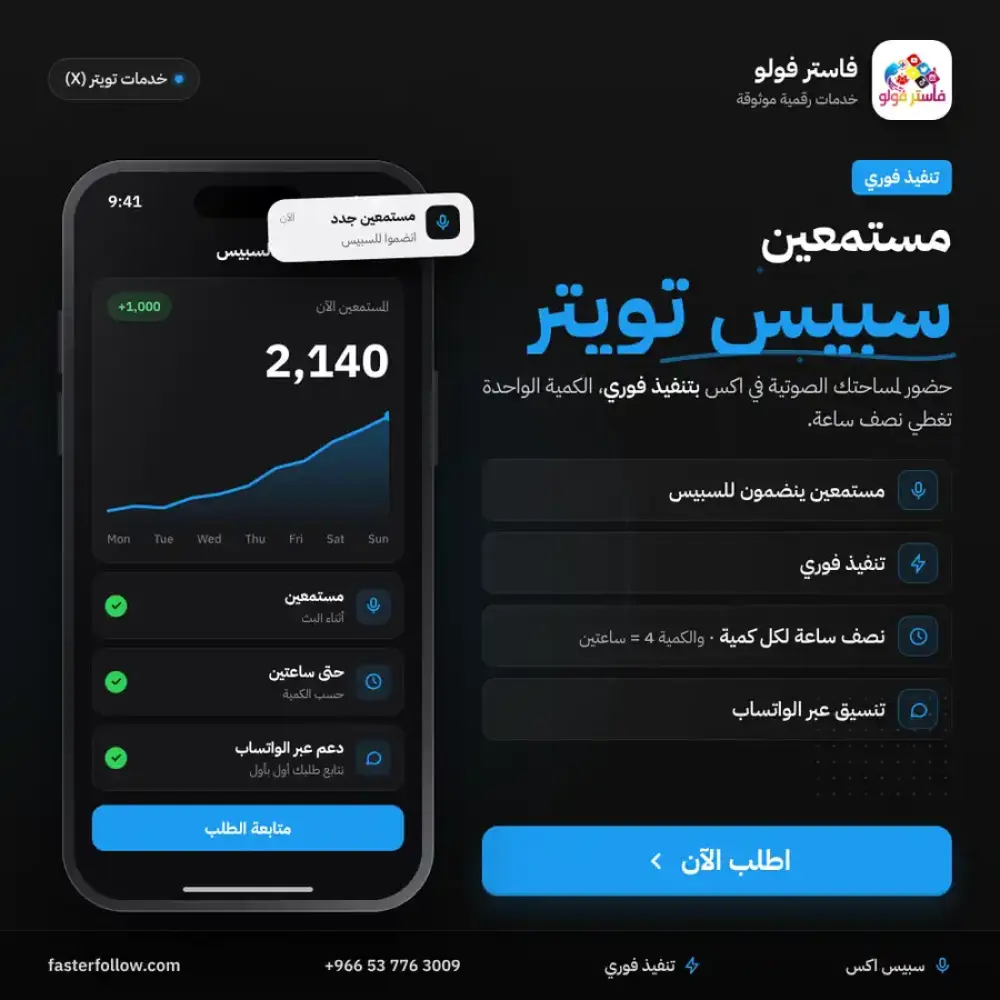 فاستر فولو
فاستر فولو
خدمات رقمية موثوقة
خدمات تويتر (X)
تنفيذ فوري
مستمعين
سبيس تويتر
حضور لمساحتك الصوتية في اكس بتنفيذ فوري، الكمية الواحدة
تغطي نصف ساعة.
مستمعين ينضمون للسبيس
تنفيذ فوري
نصف ساعة لكل كمية · والكمية 4 = ساعتين
تنسيق عبر الواتساب
اطلب الآن
9:41
مستمعين جدد
الآن
انضموا للسبيس
السبيس
المستمعين الآن
+1,000
2,140
Mon Tue Wed Thu Fri Sat Sun
مستمعين
أثناء البث
حتى ساعتين
حسب الكمية
دعم عبر الواتساب
نتابع طلبك أول بأول
متابعة الطلب
سبيس اكس
تنفيذ فوري
+966 53 776 3009
fasterfollow.com